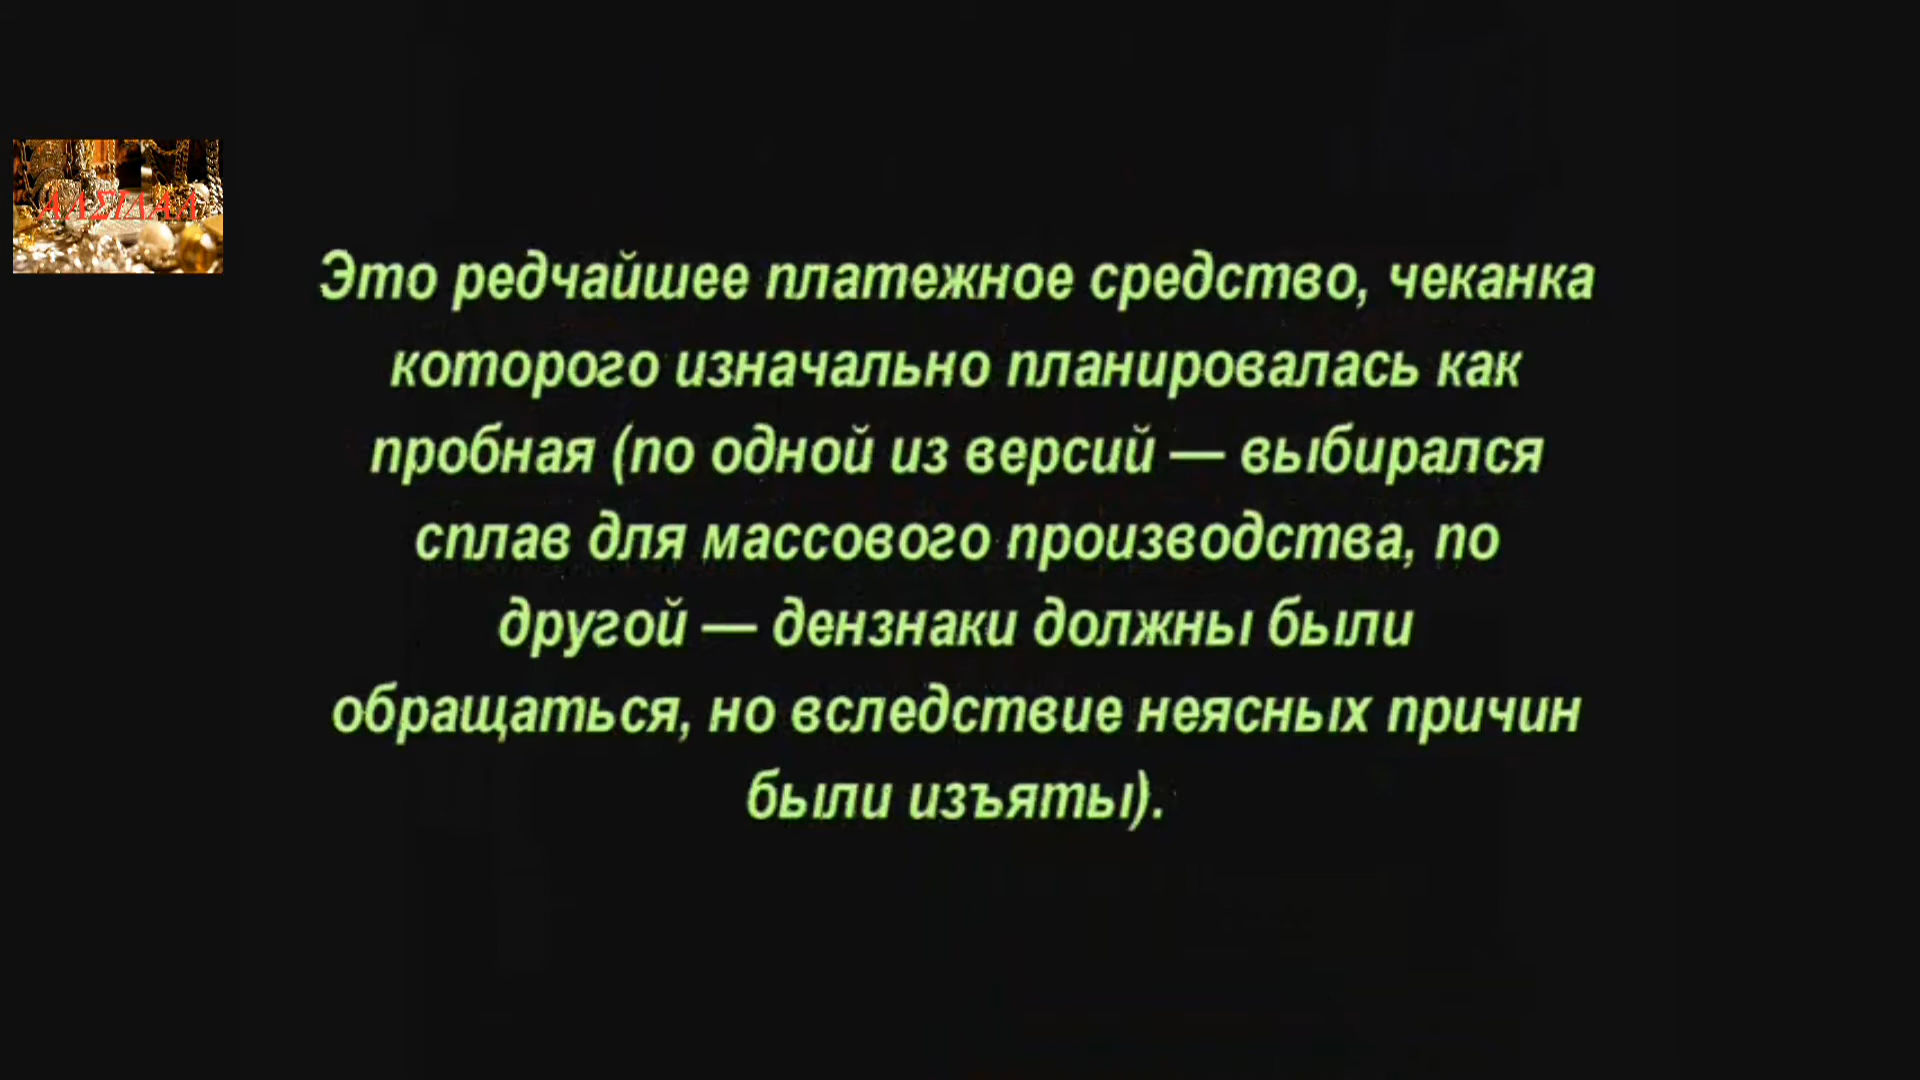 Это редчайшее платежное средство, чеканка
которого изначально планировалась как
пробная (по одной из версий — выбирался
сплав для массового производства, по
другой — дензнаки должны были
обращаться, но вследствие неясных причин
были изъяты).